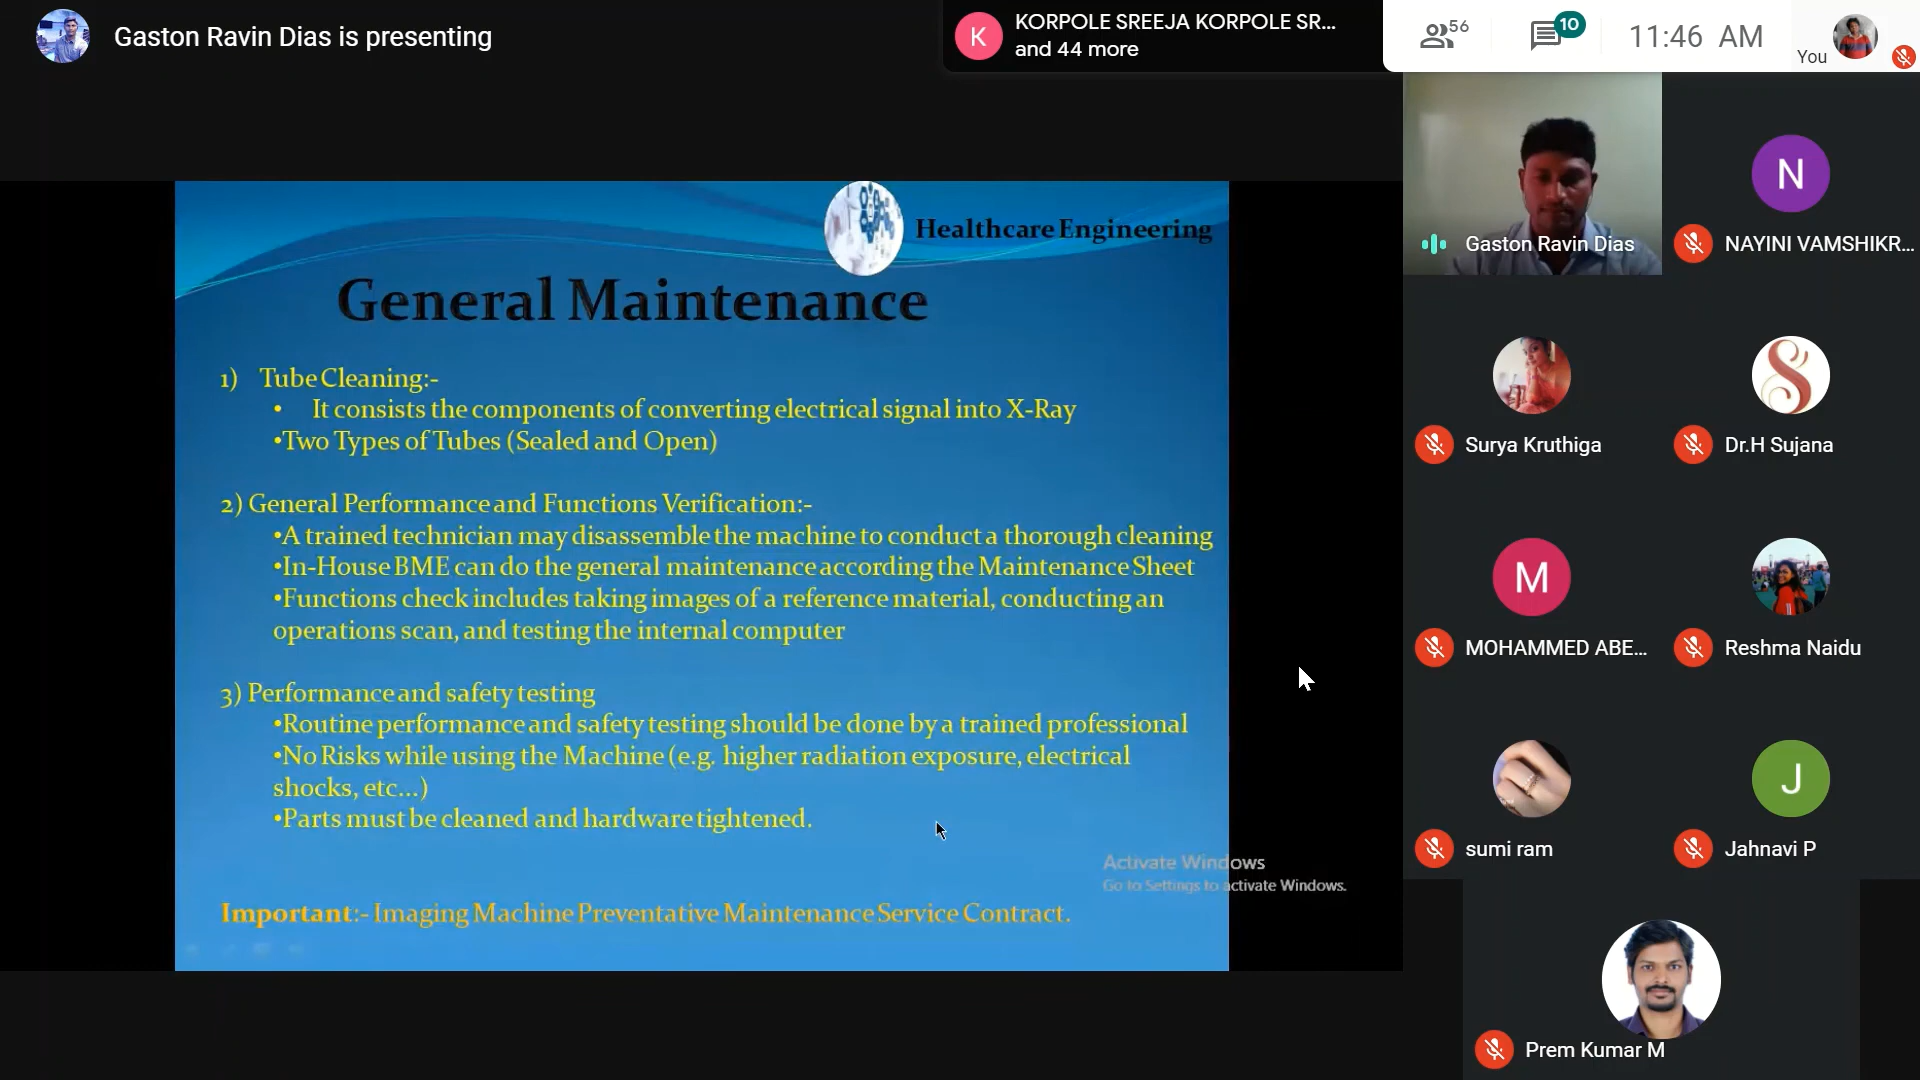 Gaston Ravin Dias is presenting
K
KORPOLE SREEJA KORPOLE SR...
and 44 more
56
10
11:46 AM
You
Healthcare Engineering
General Maintenance
1) Tube Cleaning:-
• It consists the components of converting electrical signal into X-Ray
•Two Types of Tubes (Sealed and Open)
2) General Performance and Functions Verification:-
•A trained technician may disassemble the machine to conduct a thorough cleaning
•In-House BME can do the general maintenance according the Maintenance Sheet
•Functions check includes taking images of a reference material, conducting an
operations scan, and testing the internal computer
3) Performance and safety testing
•Routine performance and safety testing should be done by a trained professional
•No Risks while using the Machine (e.g. higher radiation exposure, electrical
shocks, etc...)
•Parts must be cleaned and hardware tightened.
Important:- Imaging Machine Preventative Maintenance Service Contract.
Activate Windows
Go to Settings to activate Windows.
Gaston Ravin Dias
N
NAYINI VAMSHIKR...
Surya Kruthiga
S
Dr.H Sujana
M
MOHAMMED ABE...
Reshma Naidu
sumi ram
J
Jahnavi P
Prem Kumar M